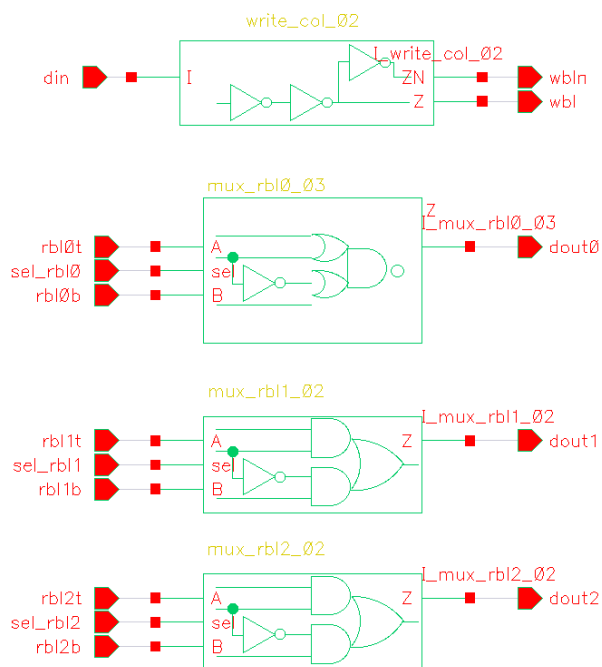 write_col_02
I_write_col_02
din
I
ZN
wbln
Z
wbl
mux_rbl0_03
Z
I_mux_rbl0_03
rbl0t
A
dout0
sel_rbl0
se
rbl0b
B
mux_rbl1_02
I_mux_rbl1_02
rbl1t
A
Z
dout1
sel_rbl1
se
rbl1b
B
mux_rbl2_02
I_mux_rbl2_02
rbl2t
A
Z
dout2
sel_rbl2
se
rbl2b
B